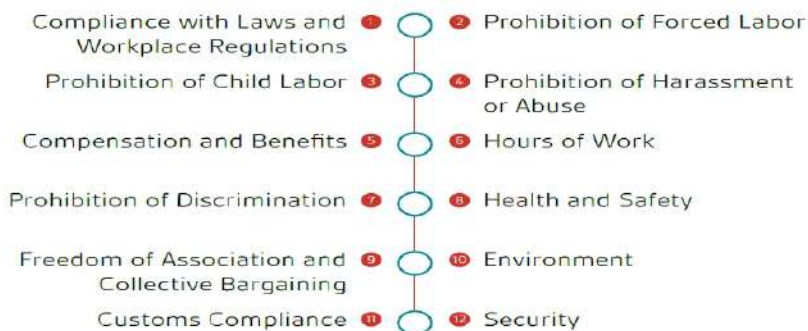 1 Compliance with Laws and
Workplace Regulations
2 Prohibition of Forced Labor
3 Prohibition of Child Labor
4 Prohibition of Harassment
or Abuse
5 Compensation and Benefits
6 Hours of Work
7 Prohibition of Discrimination
8 Health and Safety
9 Freedom of Association and
Collective Bargaining
10 Environment
11 Customs Compliance
12 Security